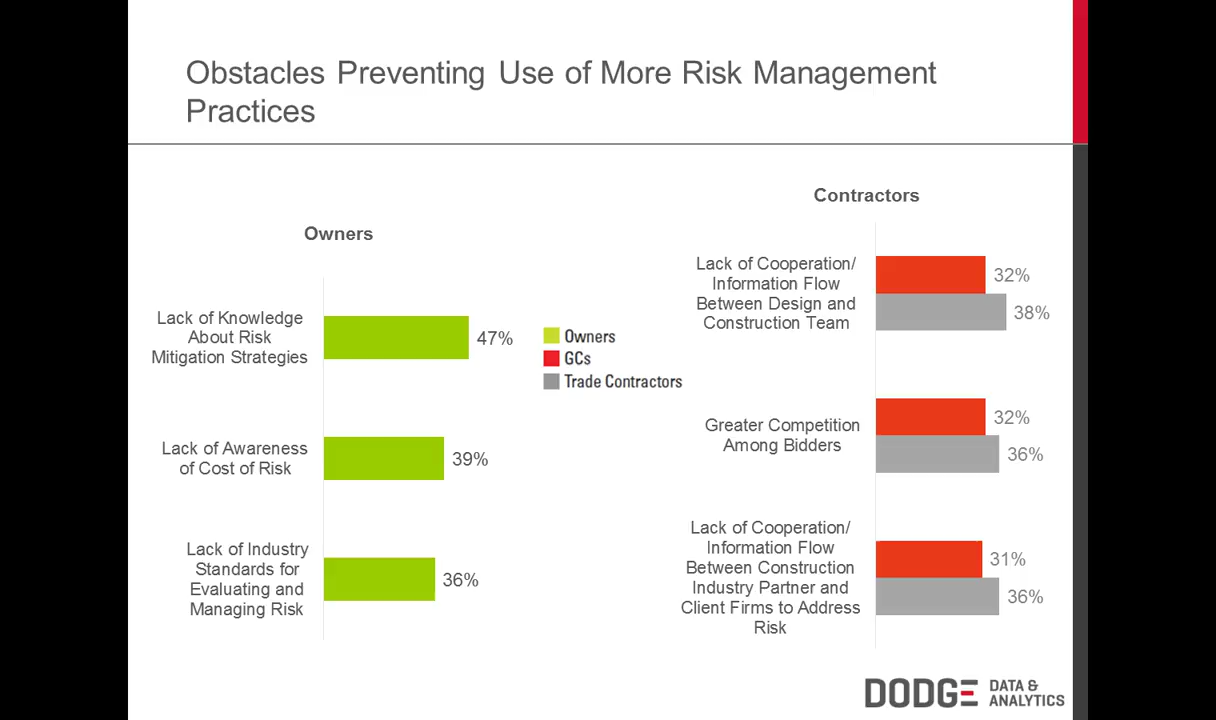 Obstacles Preventing Use of More Risk Management
Practices
Owners
Lack of Knowledge
About Risk
Mitigation Strategies
47%
Lack of Awareness
of Cost of Risk
39%
Lack of Industry
Standards for
Evaluating and
Managing Risk
36%
Owners
GCs
Trade Contractors
Contractors
Lack of Cooperation/
Information Flow
Between Design and
Construction Team
32%
38%
Greater Competition
Among Bidders
32%
36%
Lack of Cooperation/
Information Flow
Between Construction
Industry Partner and
Client Firms to Address
Risk
31%
36%
DODGE DATA &
ANALYTICS